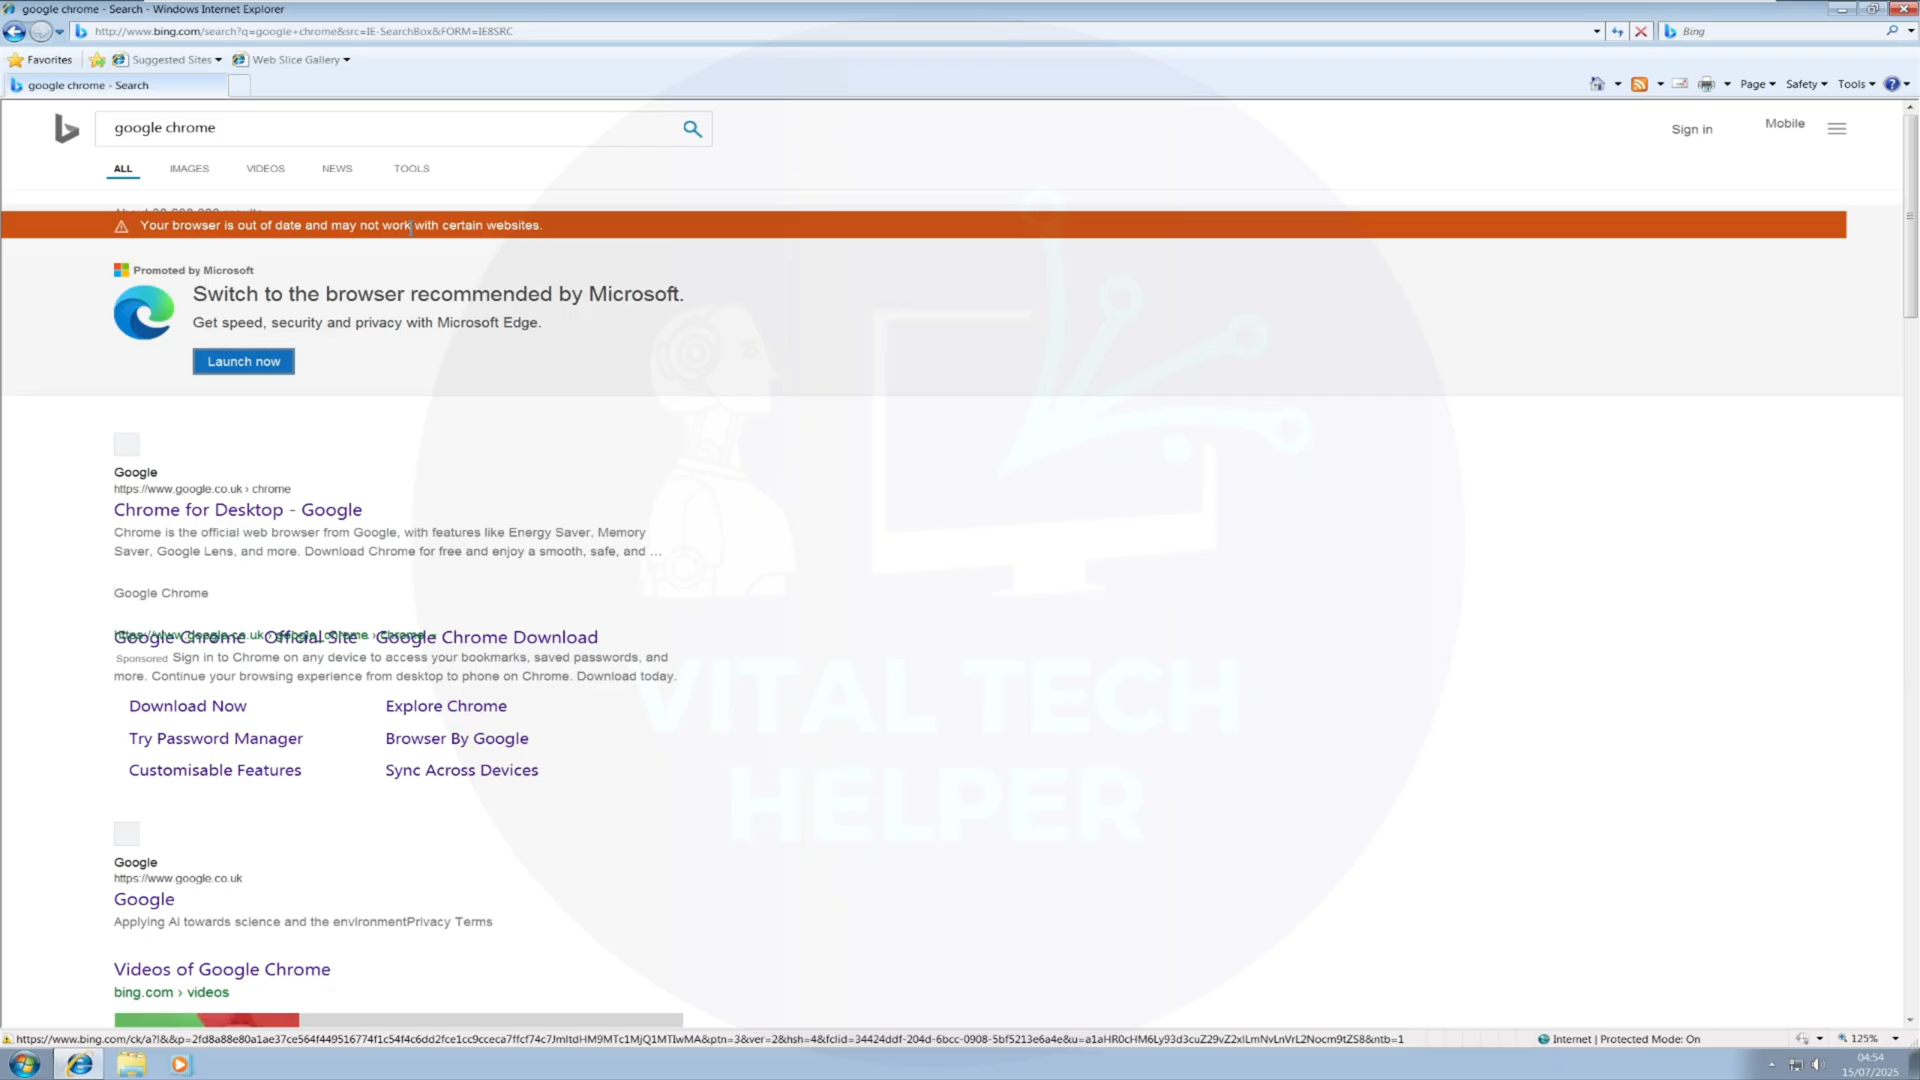 google chrome - Search - Windows Internet Explorer
http://www.bing.com/search?q=google+chrome&src=IE-SearchBox&FORM=IE8SRC
Bing
Favorites Suggested Sites Web Slice Gallery
google chrome - Search
Page Safety Tools
google chrome
Sign in Mobile
ALL IMAGES VIDEOS NEWS TOOLS
Your browser is out of date and may not work with certain websites.
Promoted by Microsoft
Switch to the browser recommended by Microsoft.
Get speed, security and privacy with Microsoft Edge.
Launch now
Google
https://www.google.co.uk › chrome
Chrome for Desktop - Google
Chrome is the official web browser from Google, with features like Energy Saver, Memory
Saver, Google Lens, and more. Download Chrome for free and enjoy a smooth, safe, and ...
Google Chrome
Google Chrome - Official Site - Google Chrome Download
Sponsored Sign in to Chrome on any device to access your bookmarks, saved passwords, and
more. Continue your browsing experience from desktop to phone on Chrome. Download today.
Download Now Explore Chrome
Try Password Manager Browser By Google
Customisable Features Sync Across Devices
VITAL TECH
HELPER
Google
https://www.google.co.uk
Google
Applying AI towards science and the environmentPrivacy Terms
Videos of Google Chrome
bing.com › videos
Internet | Protected Mode: On
125%
04:54
15/07/2025